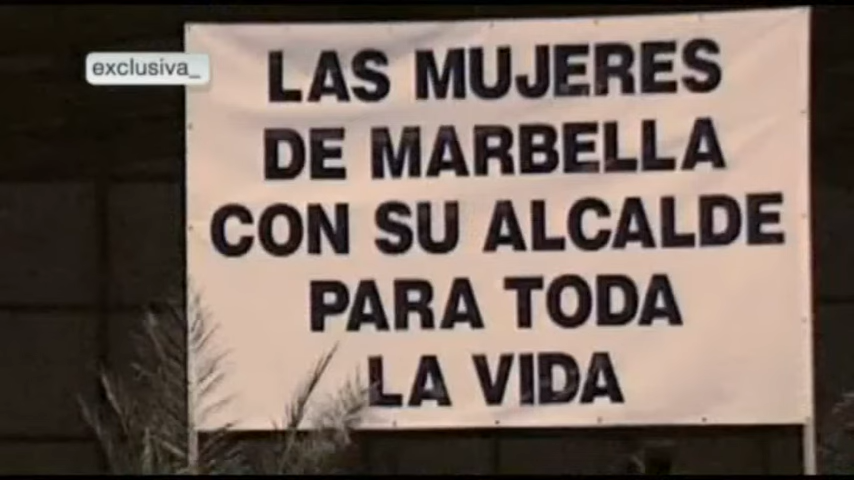 exclusiva_
LAS MUJERES
DE MARBELLA
CON SU ALCALDE
PARA TODA
LA VIDA